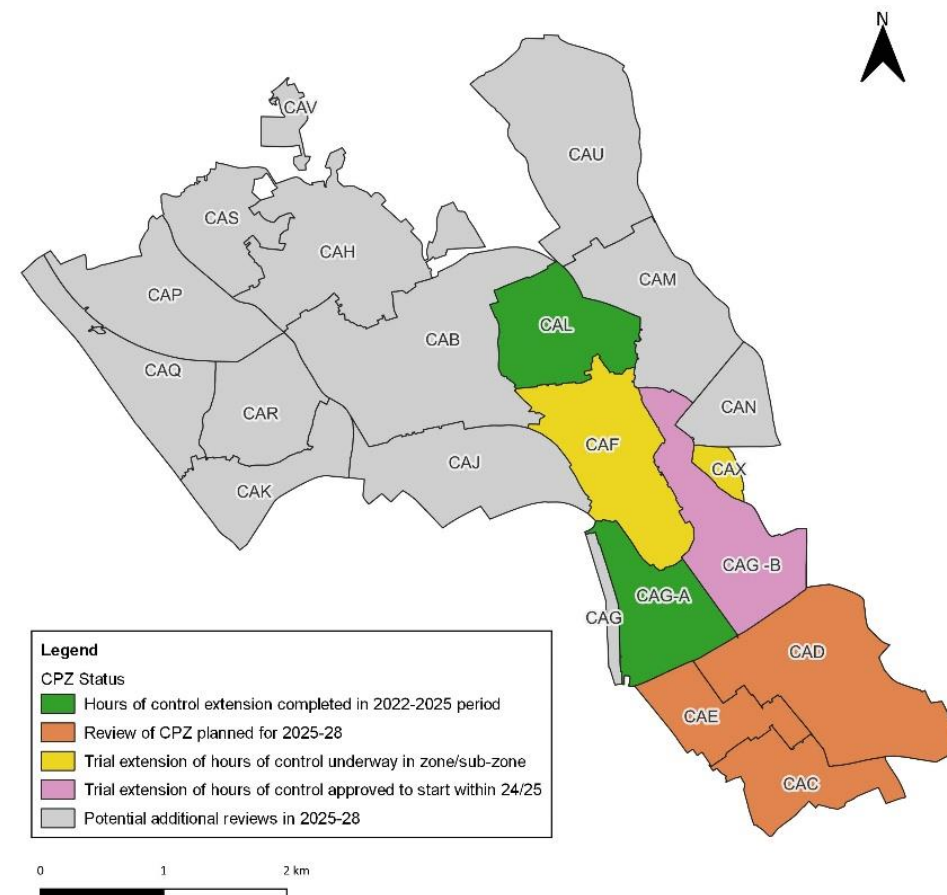 N
CAV
CAU
CAS
CAH
CAM
CAP
CAL
CAB
CAQ
CAR
CAN
CAF
CAJ
CAX
CAK
CAG -B
CAG-A
CAG
CAD
CAE
CAC
Legend
CPZ Status
Hours of control extension completed in 2022-2025 period
Review of CPZ planned for 2025-28
Trial extension of hours of control underway in zone/sub-zone
Trial extension of hours of control approved to start within 24/25
Potential additional reviews in 2025-28
0 1 2 km